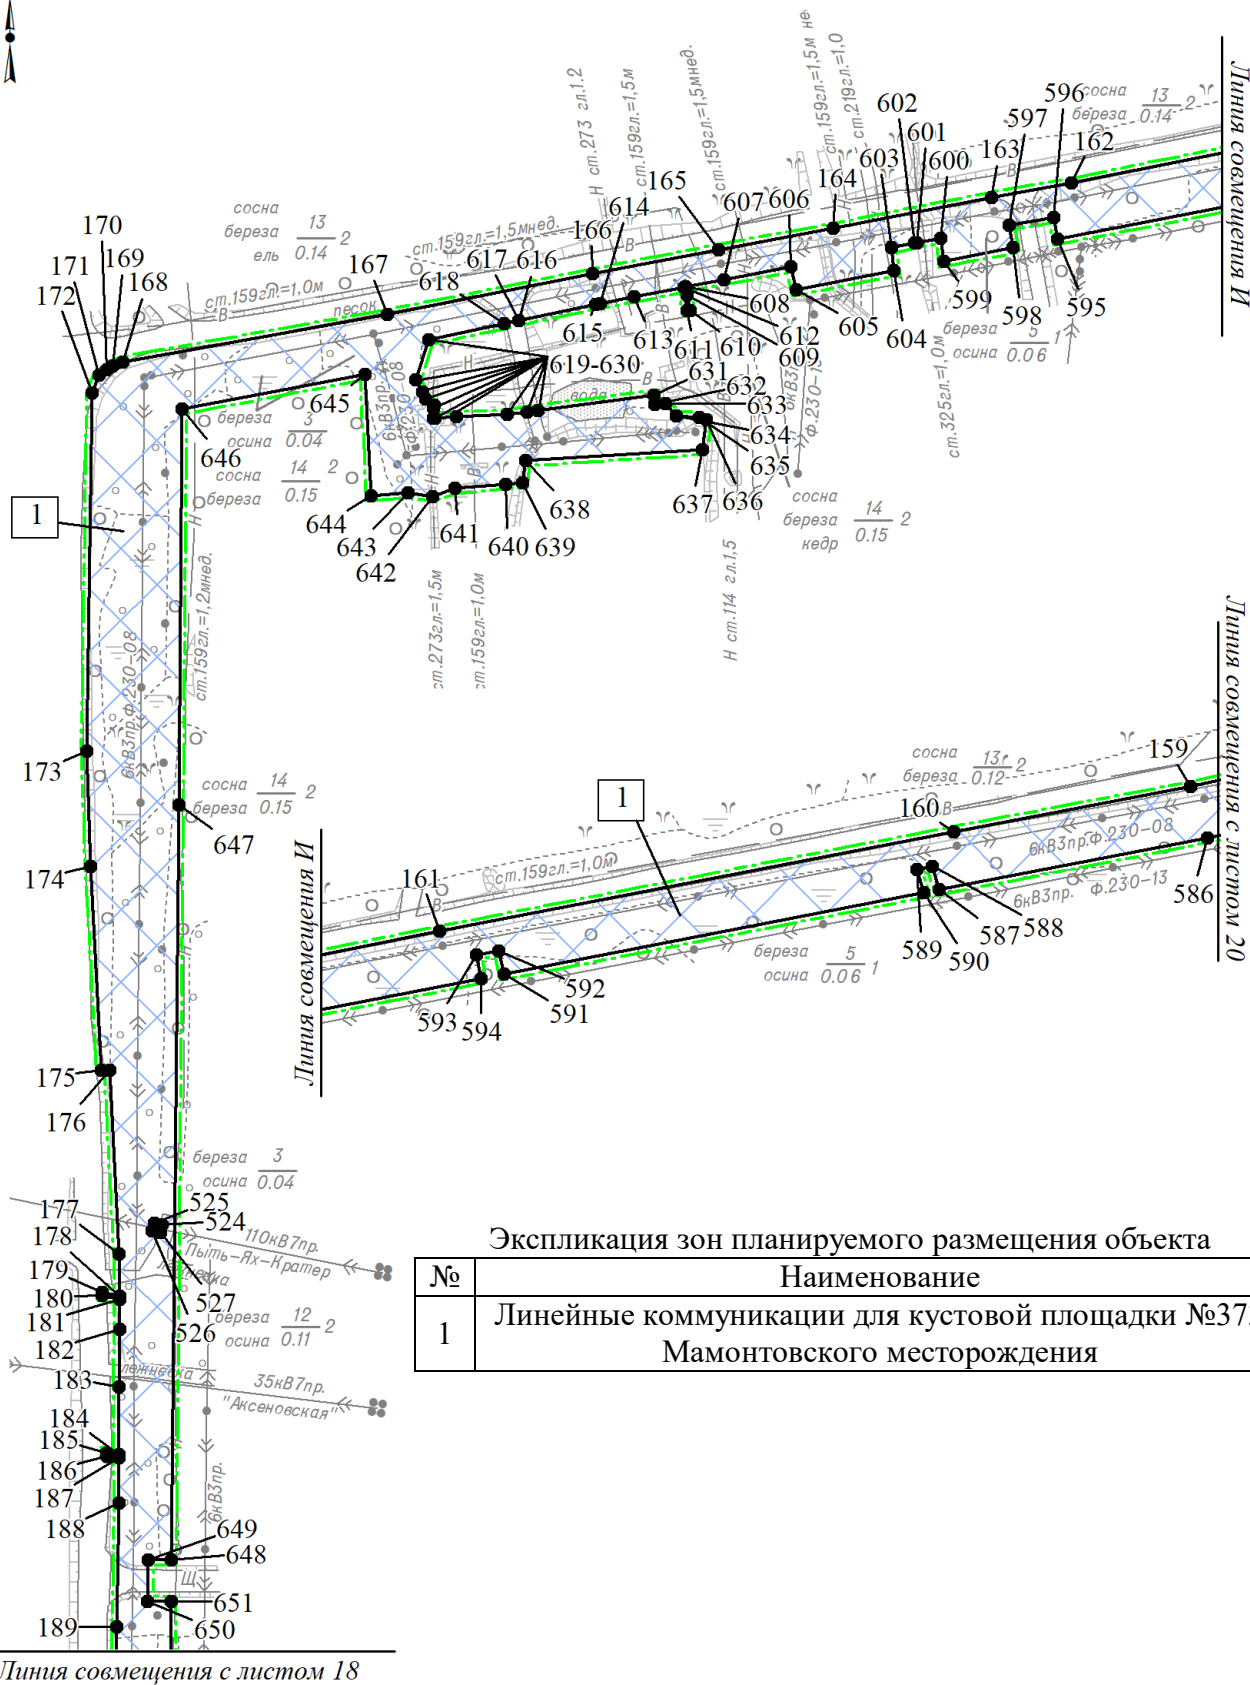 Линия совмещения И
сосна 13 2
береза 0.14
596
597
162
163
602
601
600
603
ст.159гл.=1,5м не
ст.219гл.=1,0
164
606
607
165
ст.159гл.=1,5мнед.
ст.159гл.=1,5м
Н ст.273 гл.1.2
614
166
ст.159гл.=1,5мнед.
616
617
618
167
сосна 13 2
береза 0.14
ель
170
169
171
168
172
ст.159гл.=1,0м
песок
В
595
598
599
604
605
608
612
609
610
611
613
615
619-630
631
632
633
634
635
636
637
береза 5 1
осина 0.06
ст.325гл.=1,0м
6кВ3пр.
Ф.230-13
Ф.230-08
вода
645
646
береза 3
осина 0.04
сосна 14 2
береза 0.15
644
643
642
641
640
639
638
сосна 14 2
береза 0.15
кедр
Н ст.114 гл.1,5
ст.273гл.=1,5м
ст.159гл.=1,0м
1
ст.159гл.=1,2мнед.
6кВ3пр.Ф.230-08
173
сосна 14 2
береза 0.15
647
174
Линия совмещения с листом 20
сосна 13 2
береза 0.12
159
160
1
161
ст.159гл.=1,0м
6кВ3пр.Ф.230-08
6кВ3пр. Ф.230-13
586
588
587
590
589
береза 5 1
осина 0.06
592
591
593
594
Линия совмещения И
175
176
береза 3
осина 0.04
177
178
525
524
110кВ7пр.
Пыть-Ях-Кратер
179
180
181
182
527
526
береза 12 2
осина 0.11
лежневка
183
35кВ7пр.
"Аксеновская"
184
185
186
187
188
6кВ3пр.
649
648
Щ
651
650
189
Линия совмещения с листом 18
Экспликация зон планируемого размещения объекта
№ Наименование
1 Линейные коммуникации для кустовой площадки №37
Мамонтовского месторождения